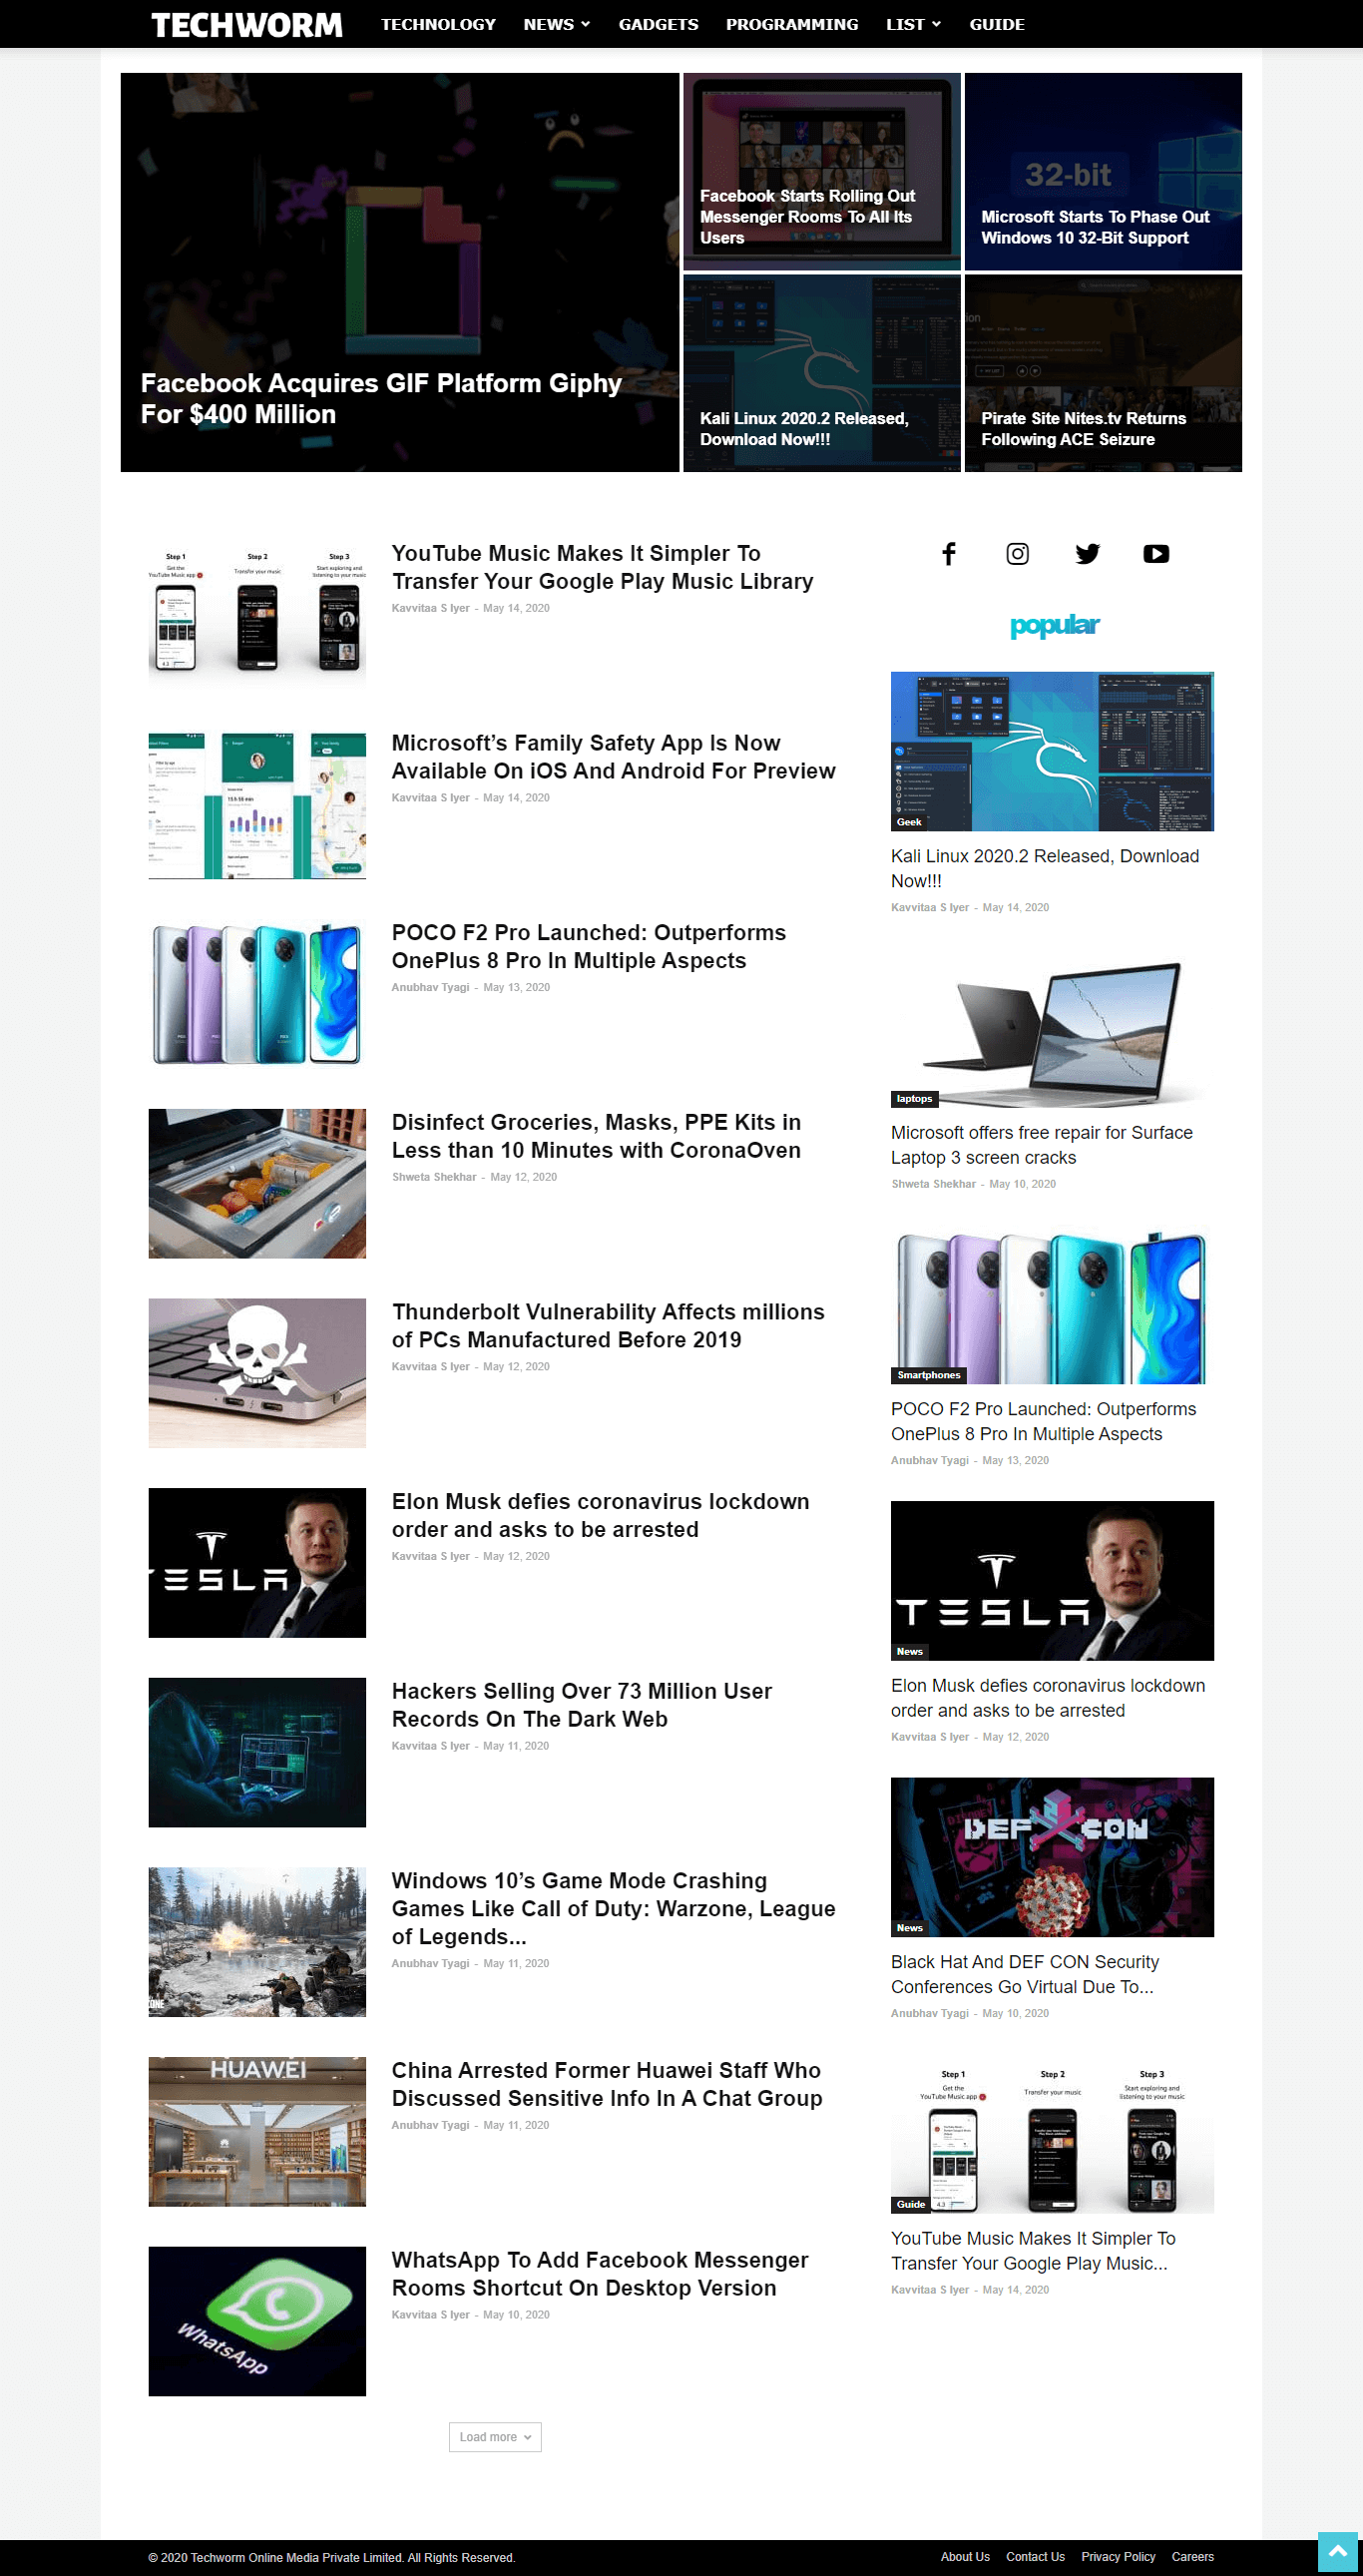 TECHWORM
TECHNOLOGY NEWS GADGETS PROGRAMMING LIST GUIDE
Facebook Acquires GIF Platform Giphy
For $400 Million
Facebook Starts Rolling Out
Messenger Rooms To All Its
Users
32-bit
Microsoft Starts To Phase Out
Windows 10 32-Bit Support
Kali Linux 2020.2 Released,
Download Now!!!
Pirate Site Nites.tv Returns
Following ACE Seizure
Step 1 Step 2 Step 3
Get the
YouTube Music app
Transfer your music
Start exploring and
listening to your music
YouTube Music Makes It Simpler To
Transfer Your Google Play Music Library
Kavvitaa S Iyer - May 14, 2020
Microsoft’s Family Safety App Is Now
Available On iOS And Android For Preview
Kavvitaa S Iyer - May 14, 2020
POCO F2 Pro Launched: Outperforms
OnePlus 8 Pro In Multiple Aspects
Anubhav Tyagi - May 13, 2020
Disinfect Groceries, Masks, PPE Kits in
Less than 10 Minutes with CoronaOven
Shweta Shekhar - May 12, 2020
Thunderbolt Vulnerability Affects millions
of PCs Manufactured Before 2019
Kavvitaa S Iyer - May 12, 2020
TESLA
Elon Musk defies coronavirus lockdown
order and asks to be arrested
Kavvitaa S Iyer - May 12, 2020
Hackers Selling Over 73 Million User
Records On The Dark Web
Kavvitaa S Iyer - May 11, 2020
Windows 10’s Game Mode Crashing
Games Like Call of Duty: Warzone, League
of Legends...
Anubhav Tyagi - May 11, 2020
HUAWEI
China Arrested Former Huawei Staff Who
Discussed Sensitive Info In A Chat Group
Anubhav Tyagi - May 11, 2020
WhatsApp
WhatsApp To Add Facebook Messenger
Rooms Shortcut On Desktop Version
Kavvitaa S Iyer - May 10, 2020
Load more
popular
Geek
Kali Linux 2020.2 Released, Download
Now!!!
Kavvitaa S Iyer - May 14, 2020
laptops
Microsoft offers free repair for Surface
Laptop 3 screen cracks
Shweta Shekhar - May 10, 2020
Smartphones
POCO F2 Pro Launched: Outperforms
OnePlus 8 Pro In Multiple Aspects
Anubhav Tyagi - May 13, 2020
TESLA
News
Elon Musk defies coronavirus lockdown
order and asks to be arrested
Kavvitaa S Iyer - May 12, 2020
DEF CON
News
Black Hat And DEF CON Security
Conferences Go Virtual Due To...
Anubhav Tyagi - May 10, 2020
Step 1 Step 2 Step 3
Get the
YouTube Music app
Transfer your music
Start exploring and
listening to your music
Guide
YouTube Music Makes It Simpler To
Transfer Your Google Play Music...
Kavvitaa S Iyer - May 14, 2020
© 2020 Techworm Online Media Private Limited. All Rights Reserved.
About Us Contact Us Privacy Policy Careers